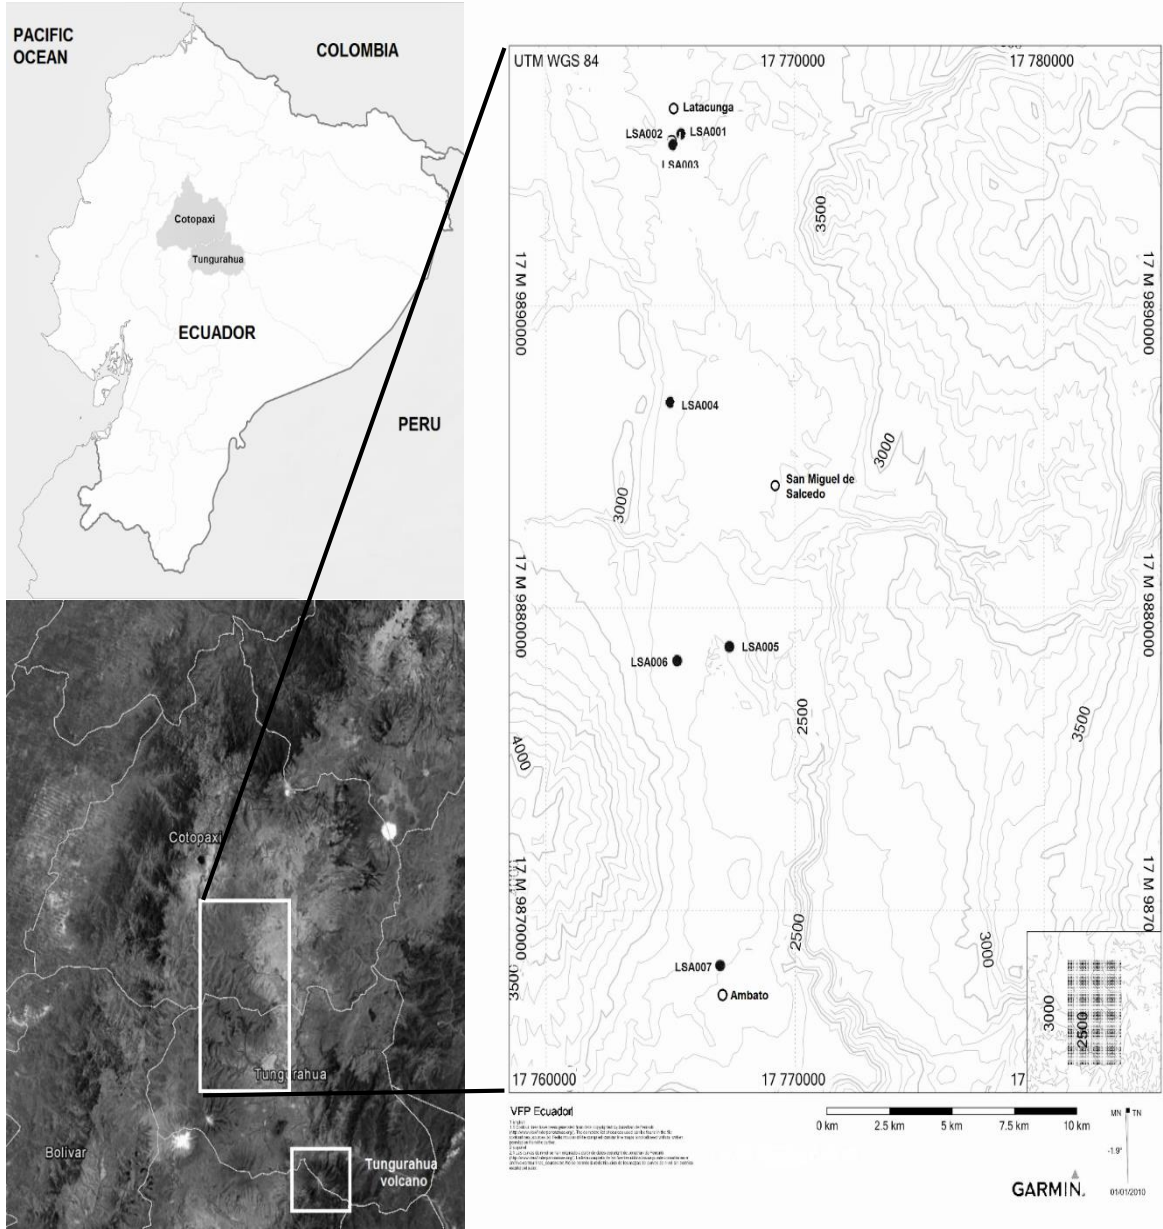 PACIFIC
OCEAN
COLOMBIA
Cotopaxi
Tungurahua
ECUADOR
PERU
Cotopaxi
Tungurahua
Bolivar
Tungurahua
volcano
UTM WGS 84
17 770000
17 780000
Latacunga
LSA002
LSA001
LSA003
3500
17 M 9890000
17 M 9890000
LSA004
3000
San Miguel de
Salcedo
3000
17 M 9880000
17 M 9880000
LSA005
LSA006
2500
3500
4000
17 M 9870000
17 M 9870
2500
3000
LSA007
3500
Ambato
3000
2500
17 760000
17 770000
17
VFP Ecuador
0 km
2.5 km
5 km
7.5 km
10 km
MN
TN
-1.9°
GARMIN
01/01/2010